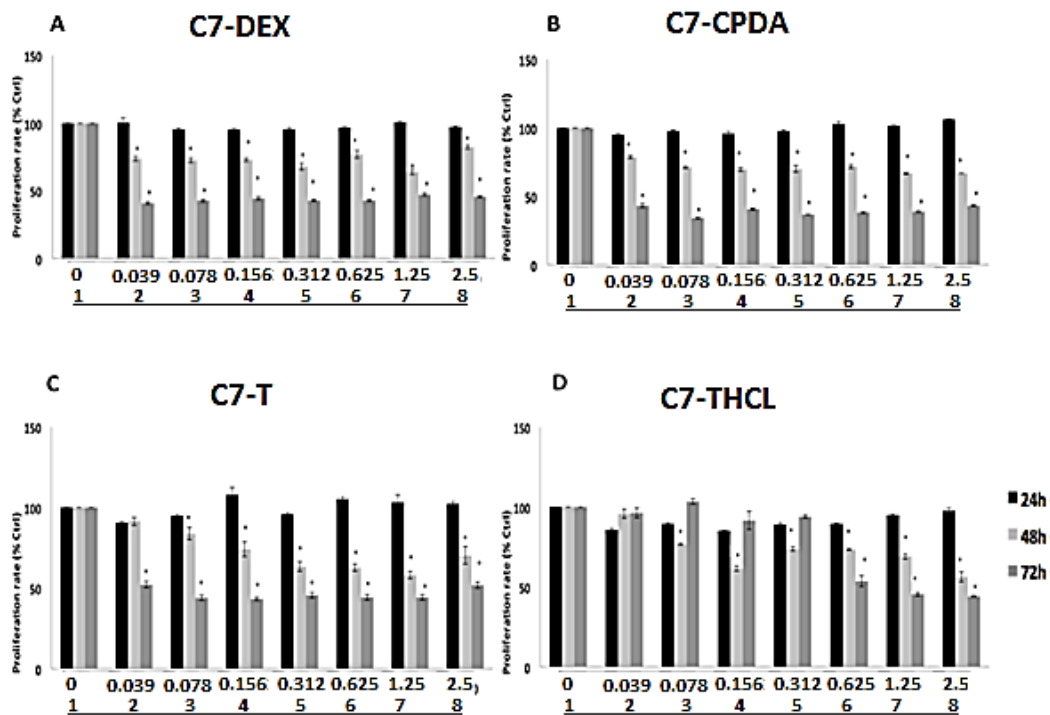 A
C7-DEX
Proliferation rate (% Ctrl)
150
100
50
0
* * * * * * * * * * * * * *
0 0.039 0.078 0.156 0.312 0.625 1.25 2.5
1 2 3 4 5 6 7 8
B
C7-CPDA
Proliferation rate (% Ctrl)
150
100
50
0
* * * * * * * * * * * * * *
0 0.039 0.078 0.156 0.312 0.625 1.25 2.5
1 2 3 4 5 6 7 8
C
C7-T
Proliferation rate (% Ctrl)
150
100
50
0
* * * * * * * * * * * * *
0 0.039 0.078 0.156 0.312 0.625 1.25 2.5)
1 2 3 4 5 6 7 8
D
C7-THCL
Proliferation rate (% Ctrl)
150
100
50
0
* * * * * * * * *
0 0.039 0.078 0.156 0.312 0.625 1.25 2.5
1 2 3 4 5 6 7 8
24h
48h
72h